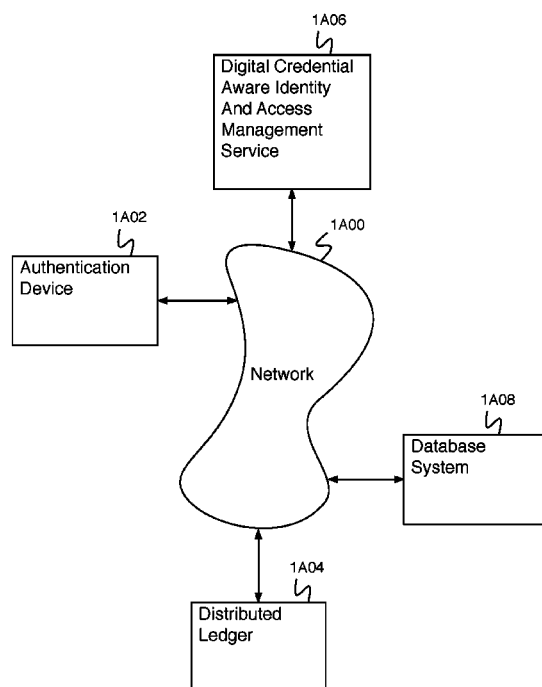 1A06
Digital Credential
Aware Identity
And Access
Management
Service
1A02
1A00
Authentication
Device
Network
1A08
Database
System
1A04
Distributed
Ledger